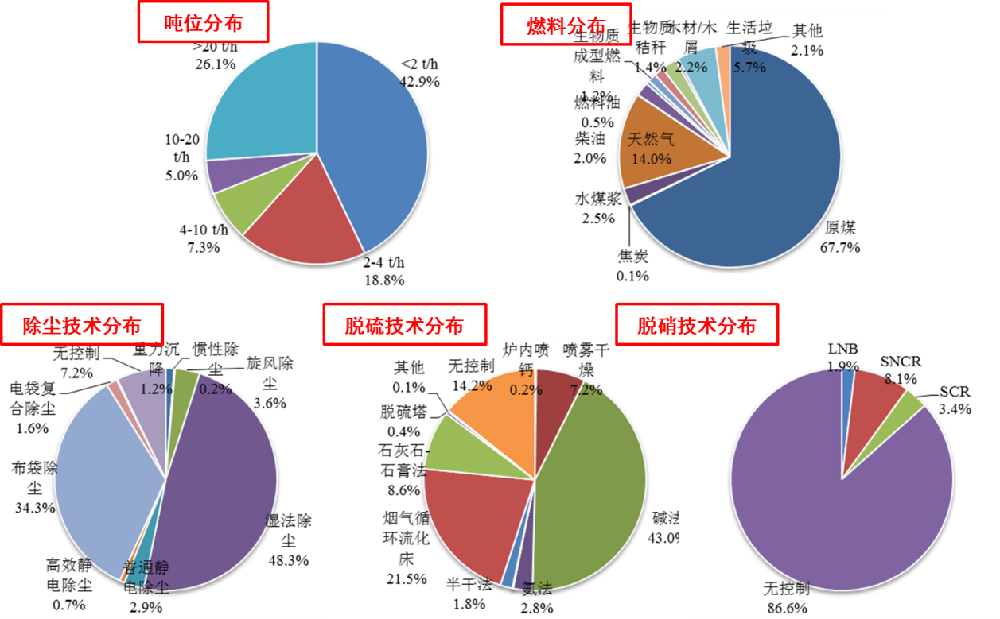 吨位分布
>20 t/h
26.1%
<2 t/h
42.9%
10-20
t/h
5.0%
4-10 t/h
7.3%
2-4 t/h
18.8%
燃料分布
生物质
成型燃
料
1.2%
生物质
秸秆
1.4%
木材/木
屑
2.2%
生活垃
圾
5.7%
其他
2.1%
燃料油
0.5%
柴油
2.0%
天然气
14.0%
水煤浆
2.5%
焦炭
0.1%
原煤
67.7%
除尘技术分布
无控制
7.2%
重力沉
降
1.2%
惯性除
尘
0.2%
旋风除
尘
3.6%
电袋复
合除尘
1.6%
布袋除
尘
34.3%
湿法除
尘
48.3%
高效静
电除尘
0.7%
普通静
电除尘
2.9%
脱硫技术分布
其他
0.1%
无控制
14.2%
炉内喷
钙
0.2%
喷雾干
燥
7.2%
脱硫塔
0.4%
石灰石-
石膏法
8.6%
烟气循
环流化
床
21.5%
碱法
43.0%
半干法
1.8%
氨法
2.8%
脱硝技术分布
LNB
1.9%
SNCR
8.1%
SCR
3.4%
无控制
86.6%